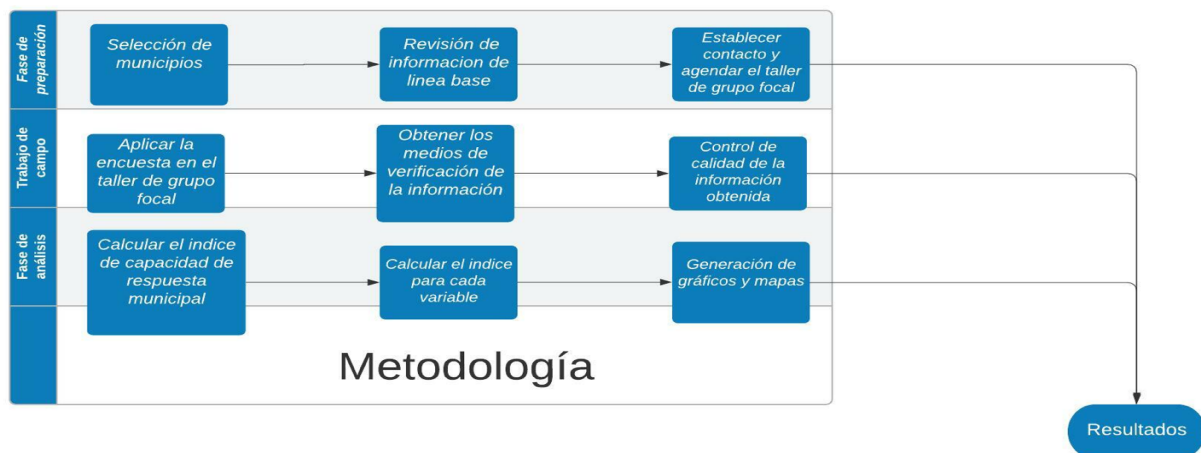 Fase de
preparación
Selección de
municipios
Revisión de
informacion de
linea base
Establecer
contacto y
agendar el taller
de grupo focal
Trabajo de
campo
Aplicar la
encuesta en el
taller de grupo
focal
Obtener los
medios de
verificación de
la información
Control de
calidad de la
información
obtenida
Fase de
análisis
Calcular el indice
de capacidad de
respuesta
municipal
Calcular el indice
para cada
variable
Generación de
gráficos y mapas
Metodología
Resultados